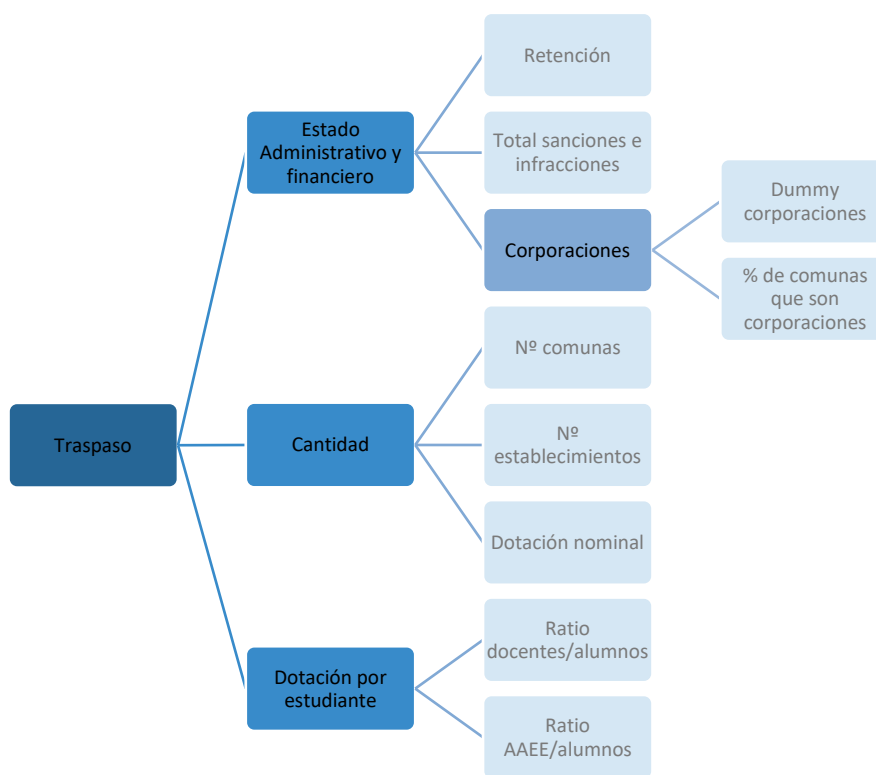 Retención
Estado
Administrativo y
financiero
Total sanciones e
infracciones
Corporaciones
Dummy
corporaciones
% de comunas
que son
corporaciones
Nº comunas
Traspaso
Cantidad
Nº
establecimientos
Dotación nominal
Dotación por
estudiante
Ratio
docentes/alumnos
Ratio
AAEE/alumnos